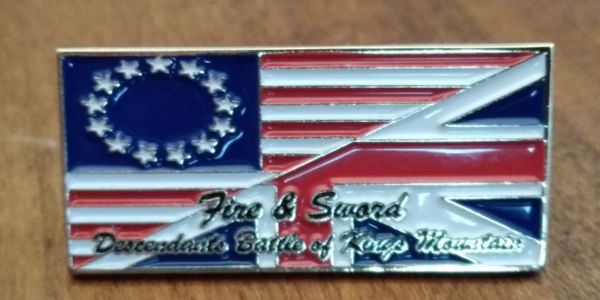 Fire & Sword
Descendants Battle of Kings Mountain